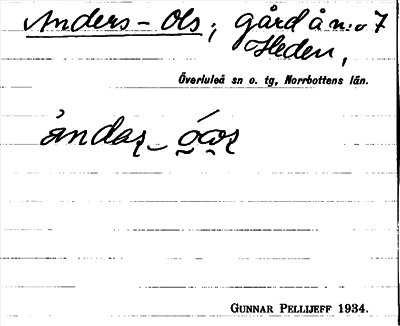 Anders-Ols, gård å n:o 7
Heden,
Överluleå sn o. tg, Norrbottens län.
GUNNAR PELLIJEFF 1934.